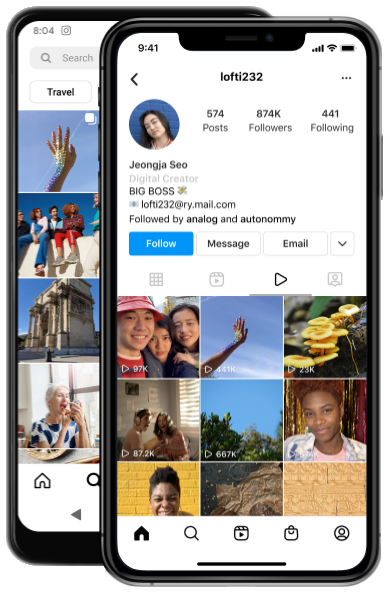 8:04
Search
Travel
9:41
lofti232
574 874K 441
Posts Followers Following
Jeongja Seo
Digital Creator
BIG BOSS
lofti232@ry.mail.com
Followed by analog and autonommy
Follow Message Email
97K 441K 23K
87.2K 667K